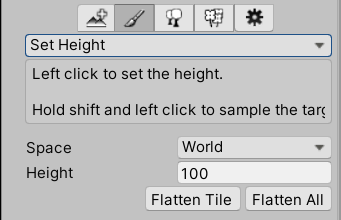 Set Height
Left click to set the height.
Hold shift and left click to sample the
Space World
Height 100
Flatten Tile Flatten All